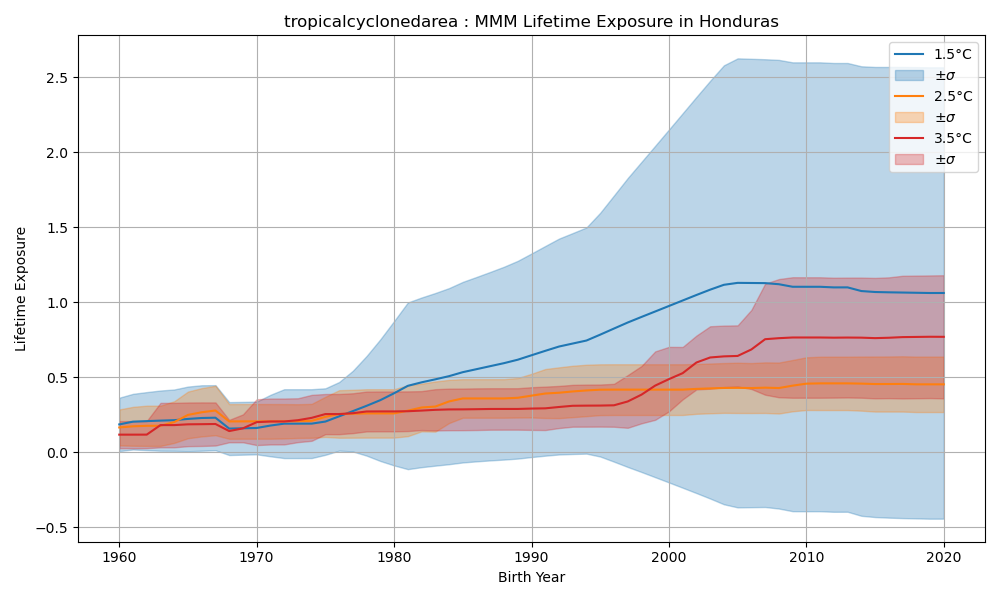 tropicalcyclonedarea : MMM Lifetime Exposure in Honduras
Lifetime Exposure
2.5
2.0
1.5
1.0
0.5
0.0
−0.5
1960
1970
1980
1990
2000
2010
2020
Birth Year
1.5°C
±σ
2.5°C
±σ
3.5°C
±σ